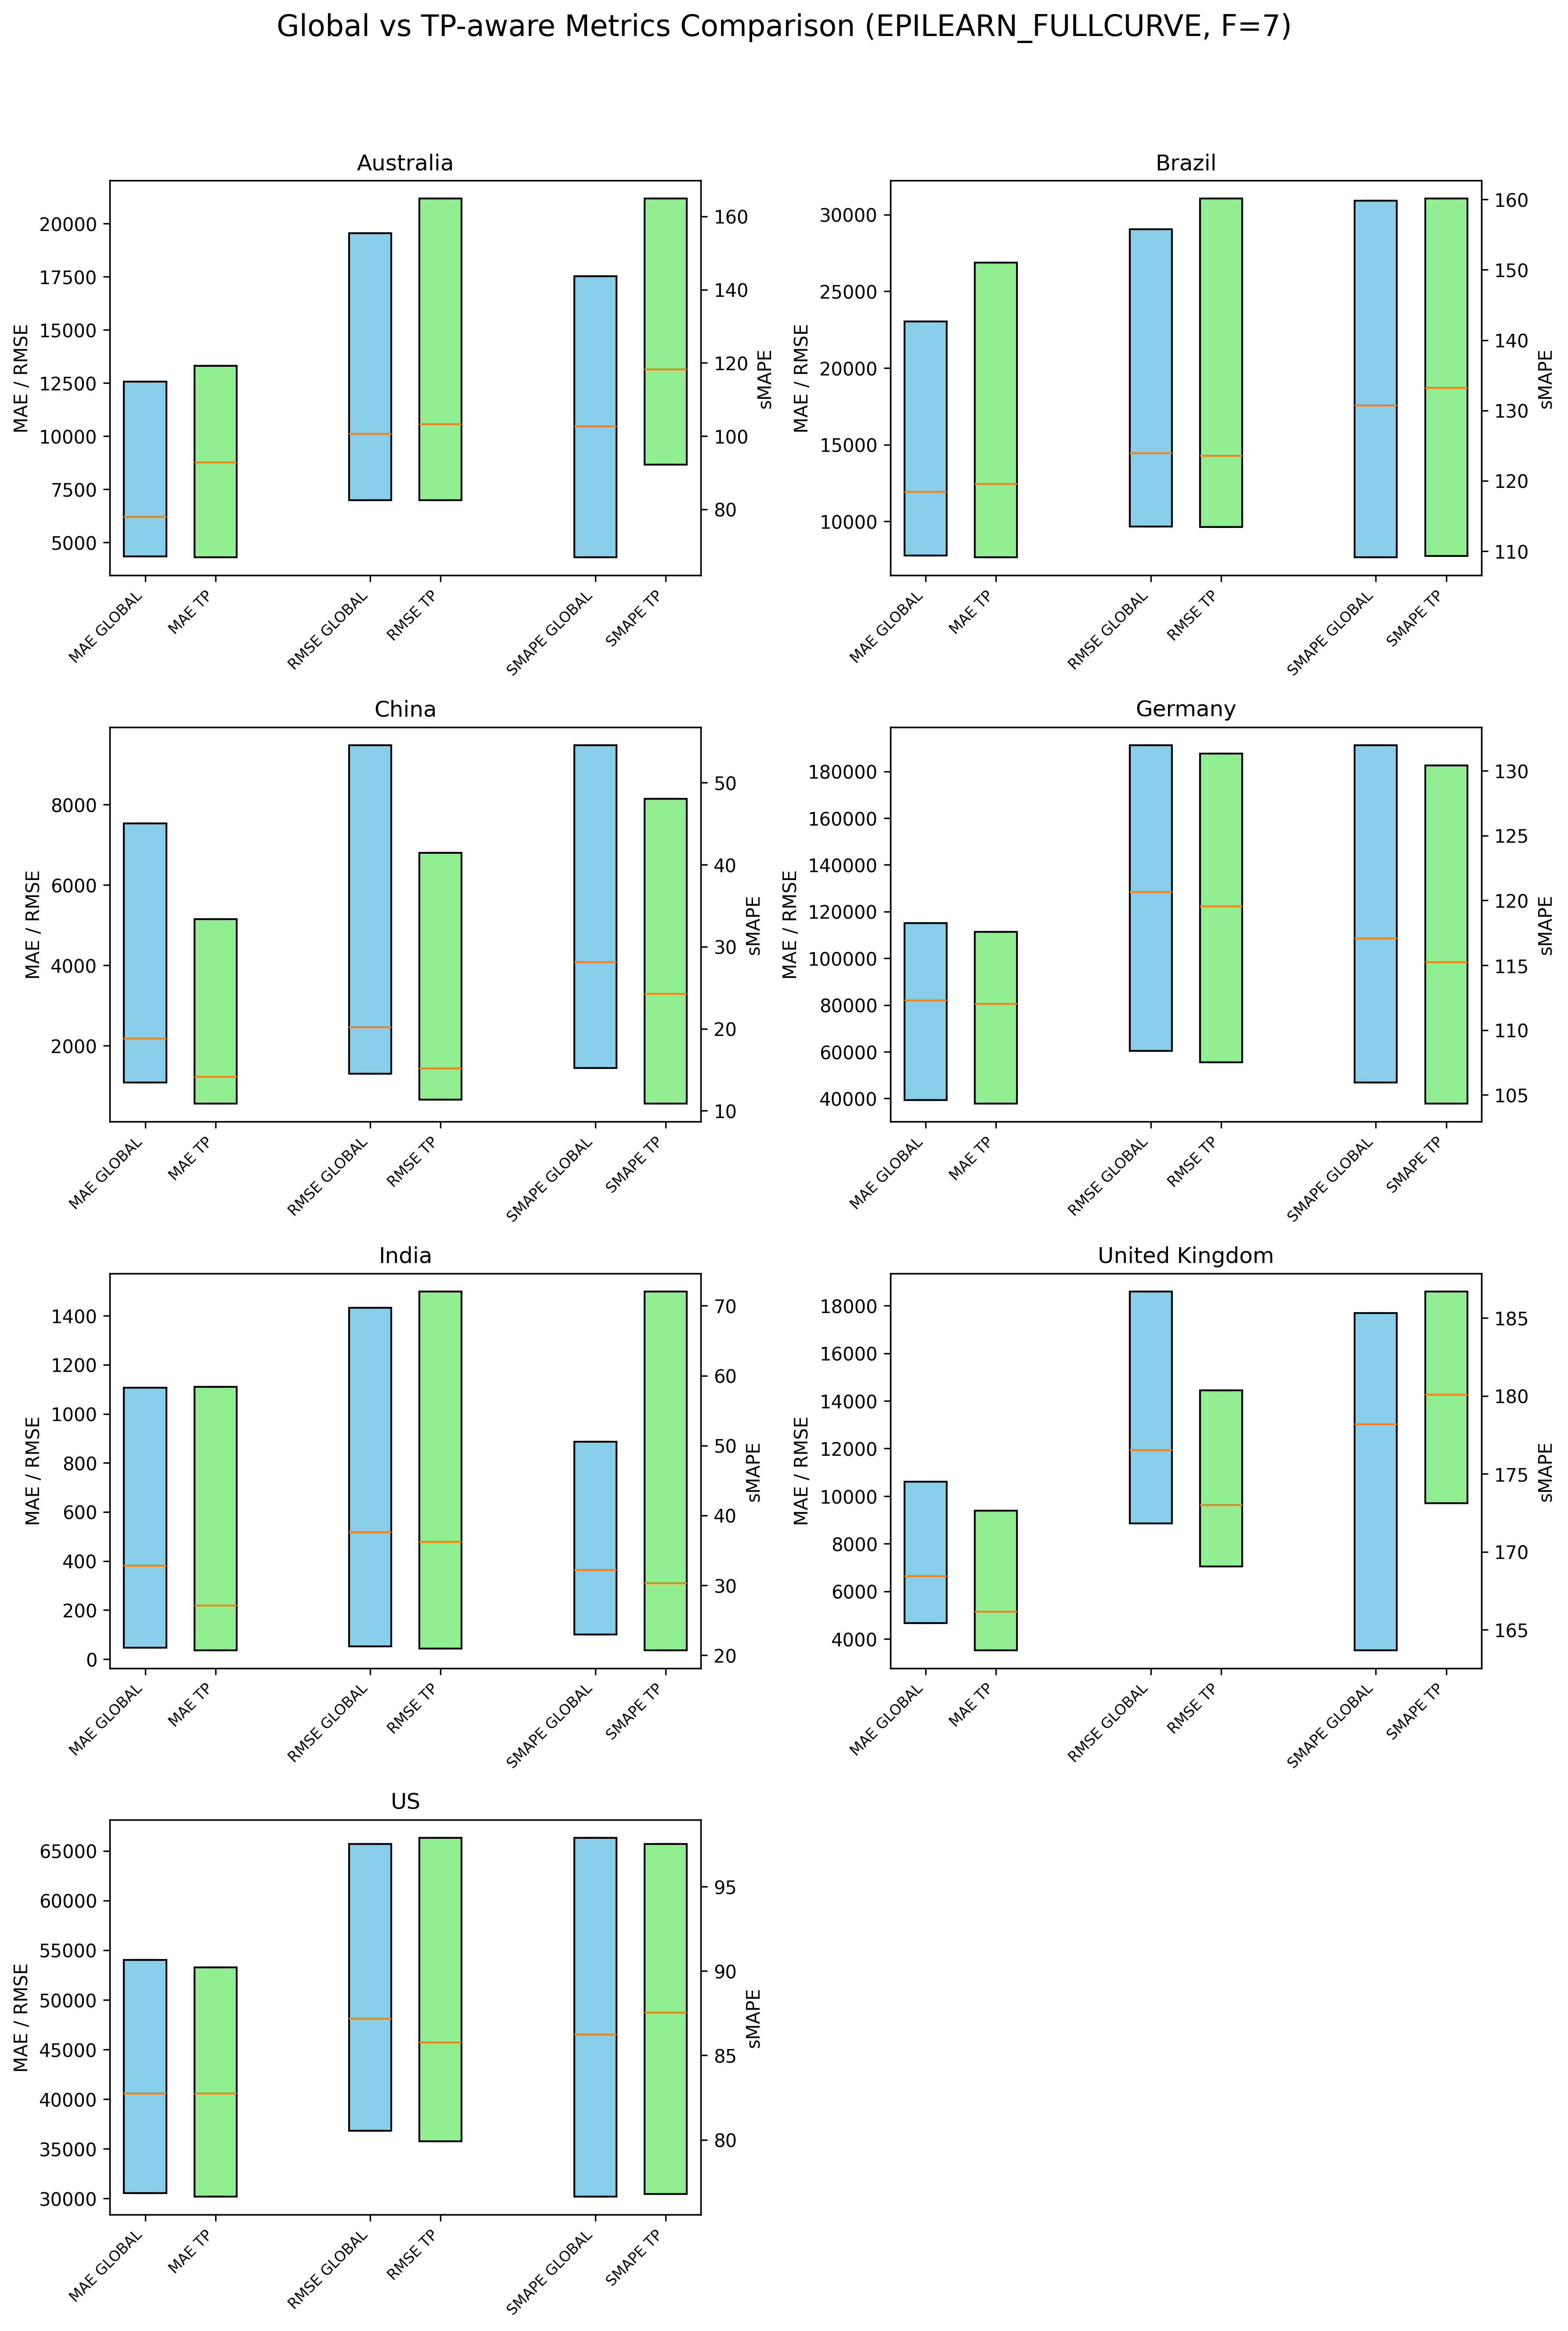 Global vs TP-aware Metrics Comparison (EPILEARN_FULLCURVE, F=7)
Australia
MAE / RMSE
20000
17500
15000
12500
10000
7500
5000
160
140
120
100
80
sMAPE
MAE GLOBAL
MAE TP
RMSE GLOBAL
RMSE TP
SMAPE GLOBAL
SMAPE TP
Brazil
MAE / RMSE
30000
25000
20000
15000
10000
160
150
140
130
120
110
sMAPE
MAE GLOBAL
MAE TP
RMSE GLOBAL
RMSE TP
SMAPE GLOBAL
SMAPE TP
China
MAE / RMSE
8000
6000
4000
2000
50
40
30
20
10
sMAPE
MAE GLOBAL
MAE TP
RMSE GLOBAL
RMSE TP
SMAPE GLOBAL
SMAPE TP
Germany
MAE / RMSE
180000
160000
140000
120000
100000
80000
60000
40000
130
125
120
115
110
105
sMAPE
MAE GLOBAL
MAE TP
RMSE GLOBAL
RMSE TP
SMAPE GLOBAL
SMAPE TP
India
MAE / RMSE
1400
1200
1000
800
600
400
200
0
70
60
50
40
30
20
sMAPE
MAE GLOBAL
MAE TP
RMSE GLOBAL
RMSE TP
SMAPE GLOBAL
SMAPE TP
United Kingdom
MAE / RMSE
18000
16000
14000
12000
10000
8000
6000
4000
185
180
175
170
165
sMAPE
MAE GLOBAL
MAE TP
RMSE GLOBAL
RMSE TP
SMAPE GLOBAL
SMAPE TP
US
MAE / RMSE
65000
60000
55000
50000
45000
40000
35000
30000
95
90
85
80
sMAPE
MAE GLOBAL
MAE TP
RMSE GLOBAL
RMSE TP
SMAPE GLOBAL
SMAPE TP